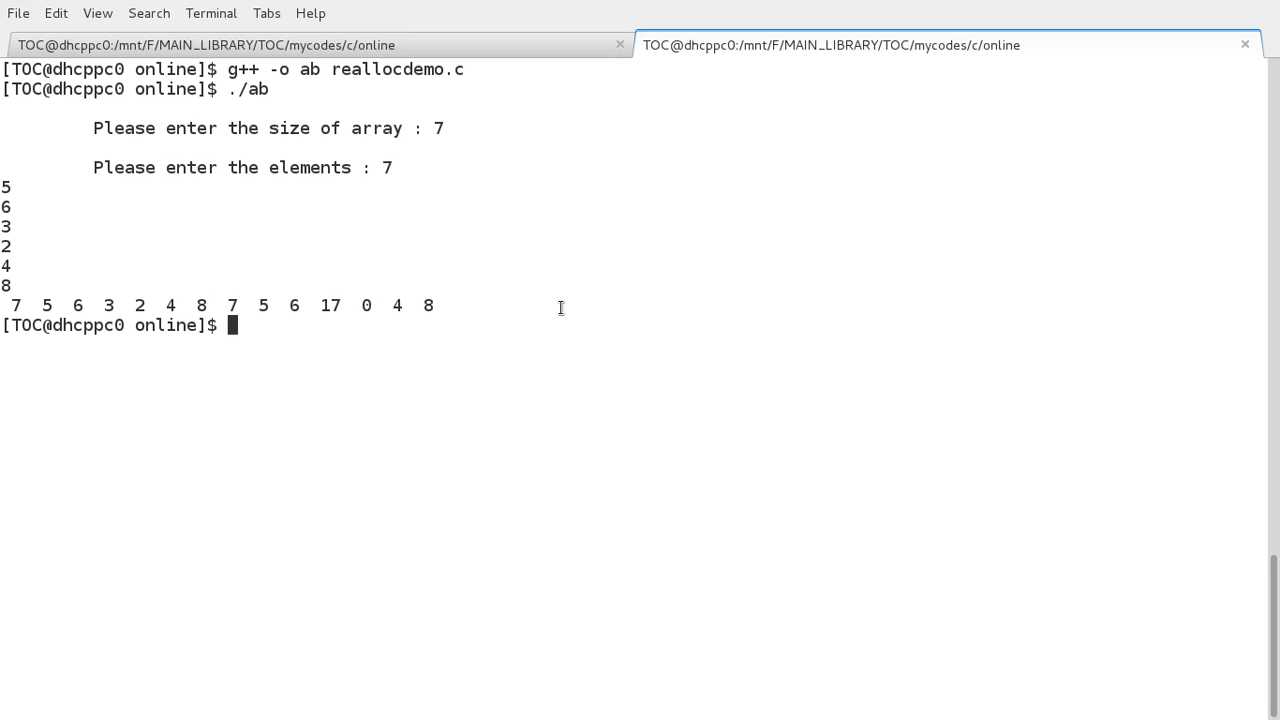 File Edit View Search Terminal Tabs Help
TOC@dhcppc0:/mnt/F/MAIN_LIBRARY/TOC/mycodes/c/online × TOC@dhcppc0:/mnt/F/MAIN_LIBRARY/TOC/mycodes/c/online ×
[TOC@dhcppc0 online]$ g++ -o ab reallocdemo.c
[TOC@dhcppc0 online]$ ./ab
Please enter the size of array : 7
Please enter the elements : 7
5
6
3
2
4
8
7 5 6 3 2 4 8 7 5 6 17 0 4 8
[TOC@dhcppc0 online]$